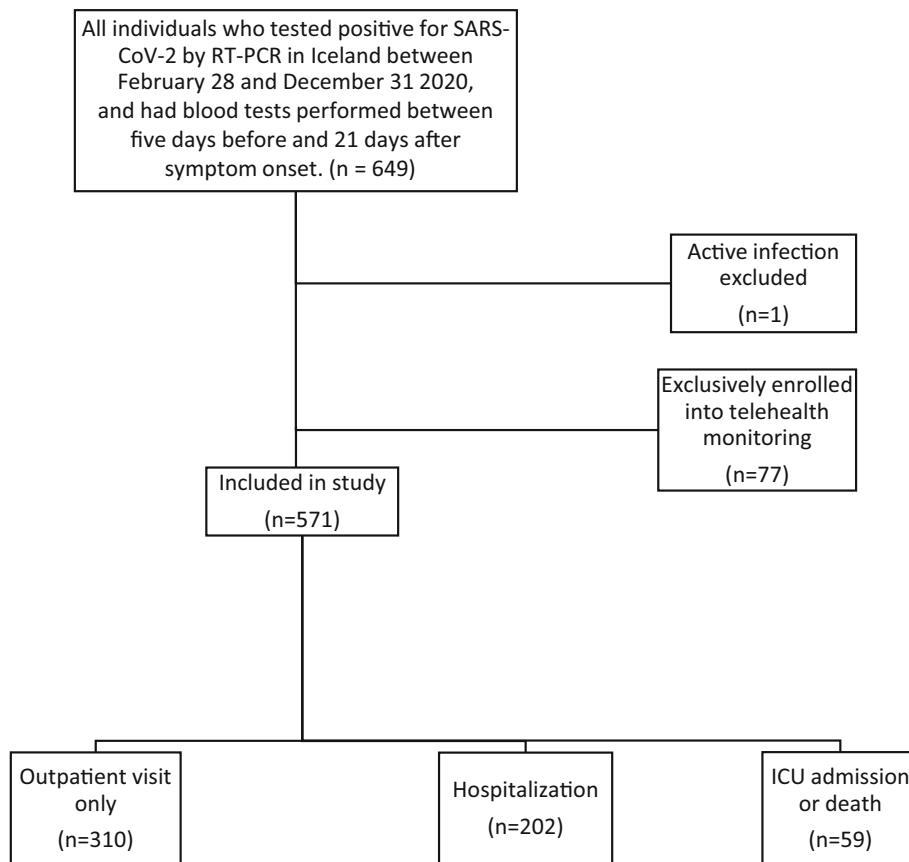 All individuals who tested positive for SARS-
CoV-2 by RT-PCR in Iceland between
February 28 and December 31 2020,
and had blood tests performed between
five days before and 21 days after
symptom onset. (n = 649)
Active infection
excluded
(n=1)
Exclusively enrolled
into telehealth
monitoring
(n=77)
Included in study
(n=571)
Outpatient visit
only
(n=310)
Hospitalization
(n=202)
ICU admission
or death
(n=59)